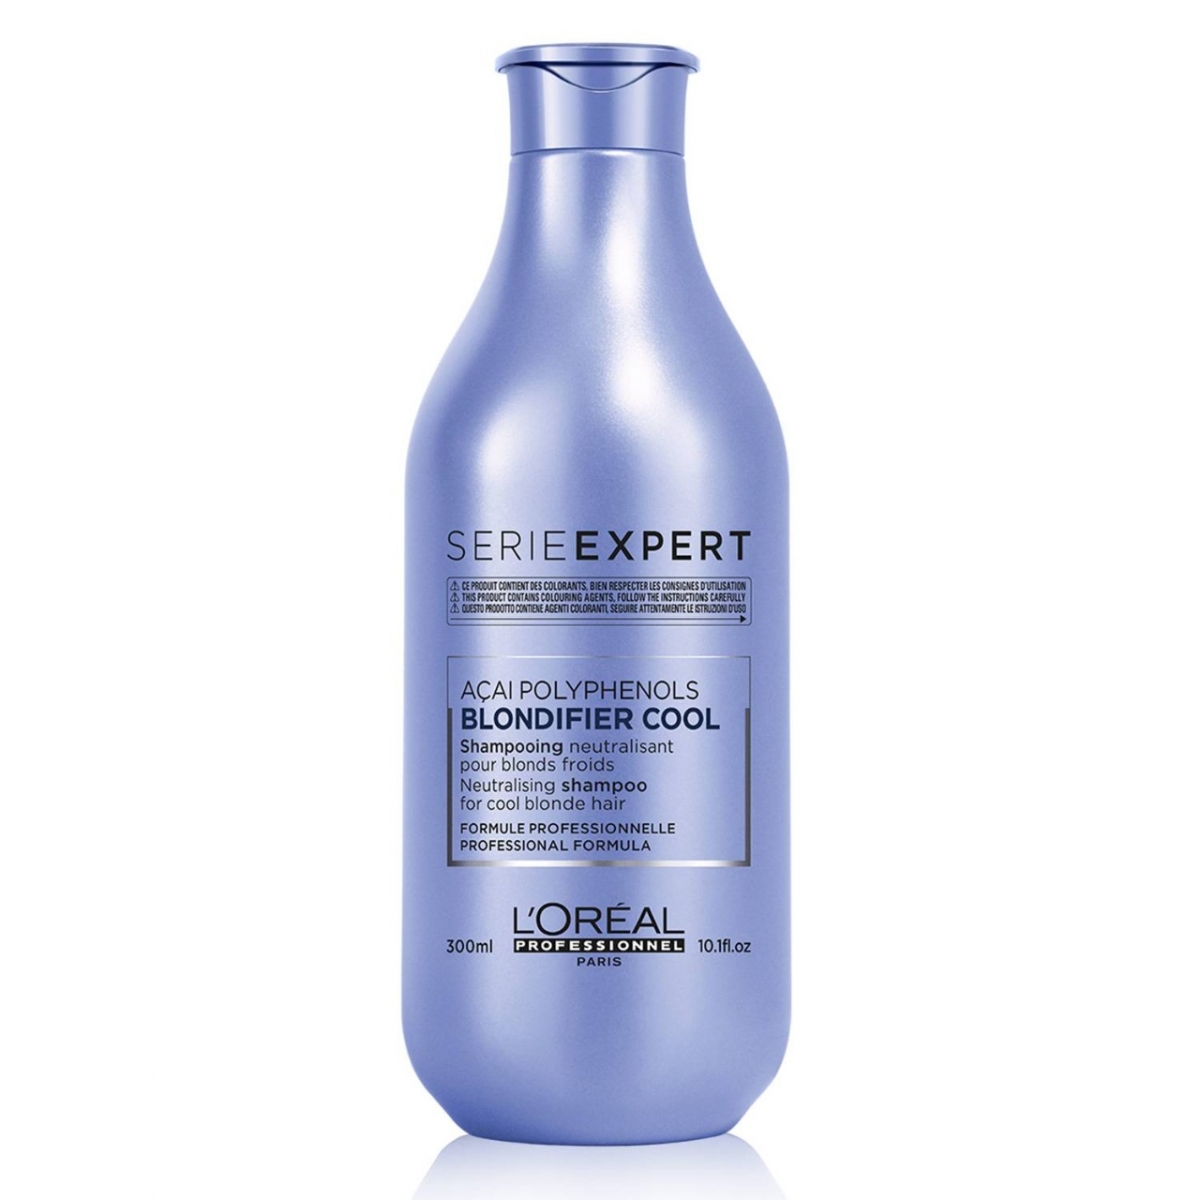 SERIEEXPERT
⚠ CE PRODUIT CONTIENT DES COLORANTS, BIEN RESPECTER LES CONSIGNES D'UTILISATION
⚠ THIS PRODUCT CONTAINS COLOURING AGENTS, FOLLOW THE INSTRUCTIONS CAREFULLY
⚠ QUESTO PRODOTTO CONTIENE AGENTI COLORANTI, SEGUIRE ATTENTAMENTE LE ISTRUZIONI D'USO
AÇAI POLYPHENOLS
BLONDIFIER COOL
Shampooing neutralisant
pour blonds froids
Neutralising shampoo
for cool blonde hair
FORMULE PROFESSIONNELLE
PROFESSIONAL FORMULA
L'ORÉAL
300ml PROFESSIONNEL 10.1fl.oz
PARIS